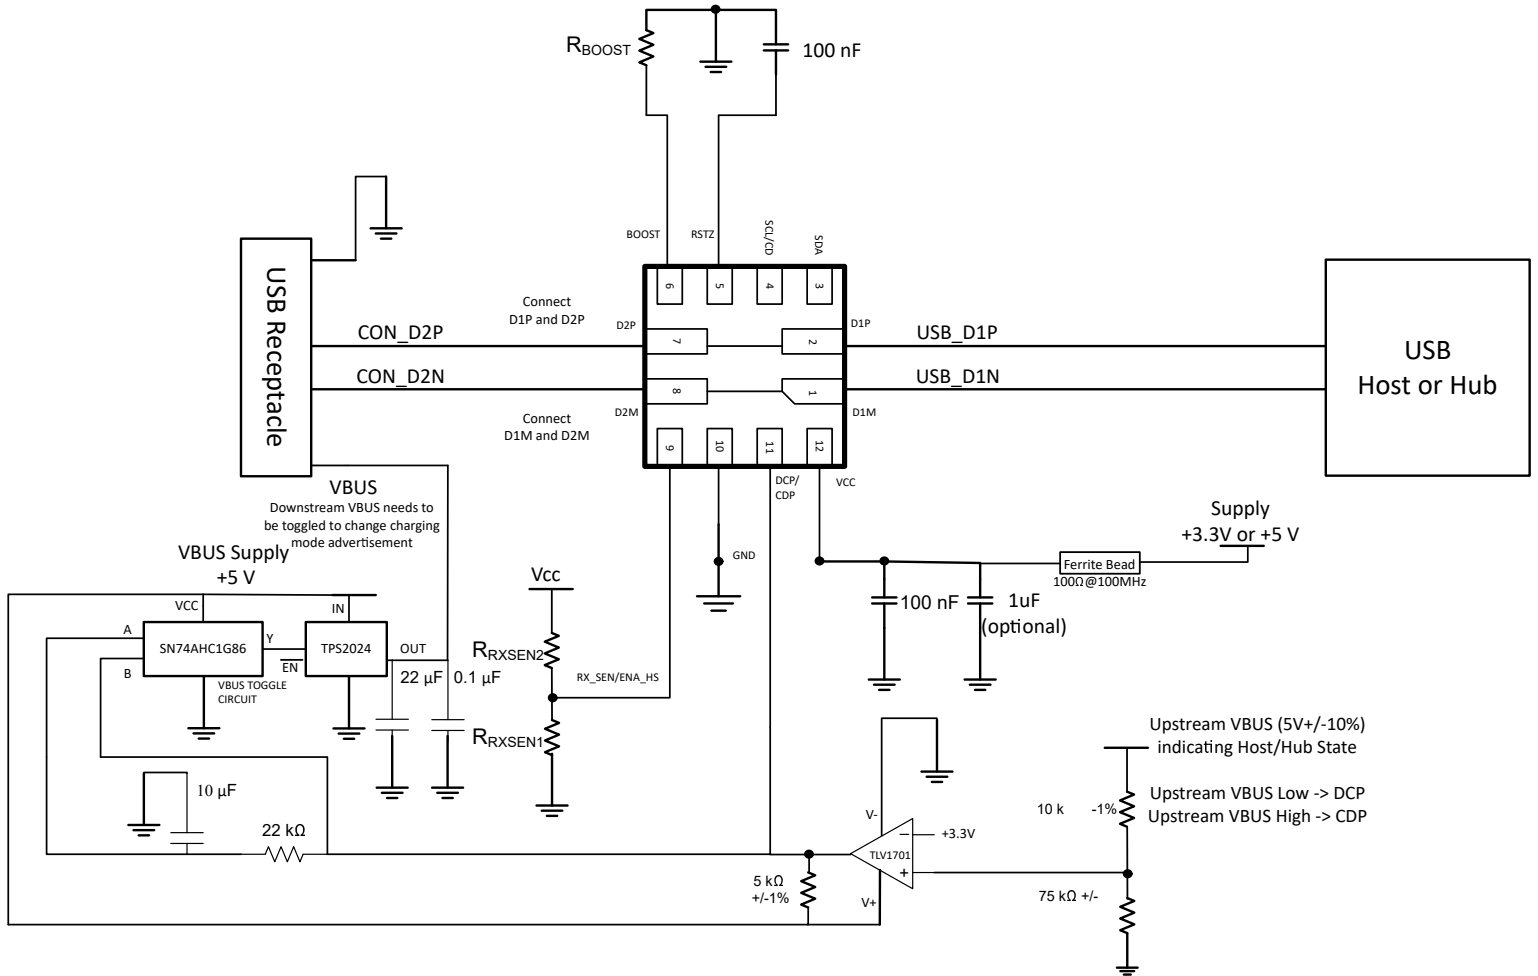 R_BOOST
100 nF
BOOST
RSTZ
SCL/CD
SDA
6
5
4
3
USB Receptacle
Connect
D1P and D2P
D2P
D1P
CON_D2P
7
2
USB_D1P
CON_D2N
8
1
USB_D1N
USB
Host or Hub
D2M
D1M
Connect
D1M and D2M
9
10
11
12
DCP/
CDP
VCC
VBUS
Downstream VBUS needs to
be toggled to change charging
mode advertisement
GND
Supply
+3.3V or +5 V
Ferrite Bead
100Ω@100MHz
100 nF
1uF
(optional)
VBUS Supply
+5 V
VCC
IN
A
B
SN74AHC1G86
Y
EN
TPS2024
OUT
VBUS TOGGLE
CIRCUIT
22 µF
0.1 µF
Vcc
R_RXSEN2
RX_SEN/ENA_HS
R_RXSEN1
10 µF
22 kΩ
5 kΩ
+/-1%
V-
+3.3V
TLV1701
V+
−
+
Upstream VBUS (5V+/-10%)
indicating Host/Hub State
10 k -1%
Upstream VBUS Low -> DCP
Upstream VBUS High -> CDP
75 kΩ +/-